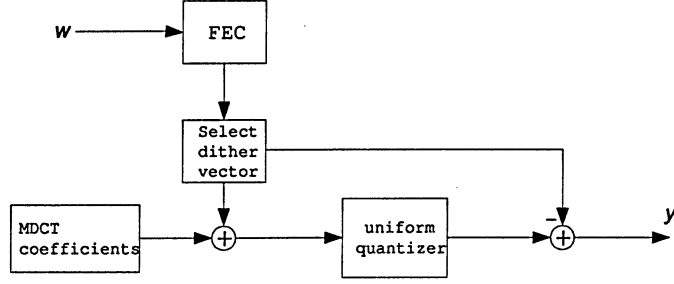 w
FEC
Select
dither
vector
MDCT
coefficients
+
uniform
quantizer
−
+
y